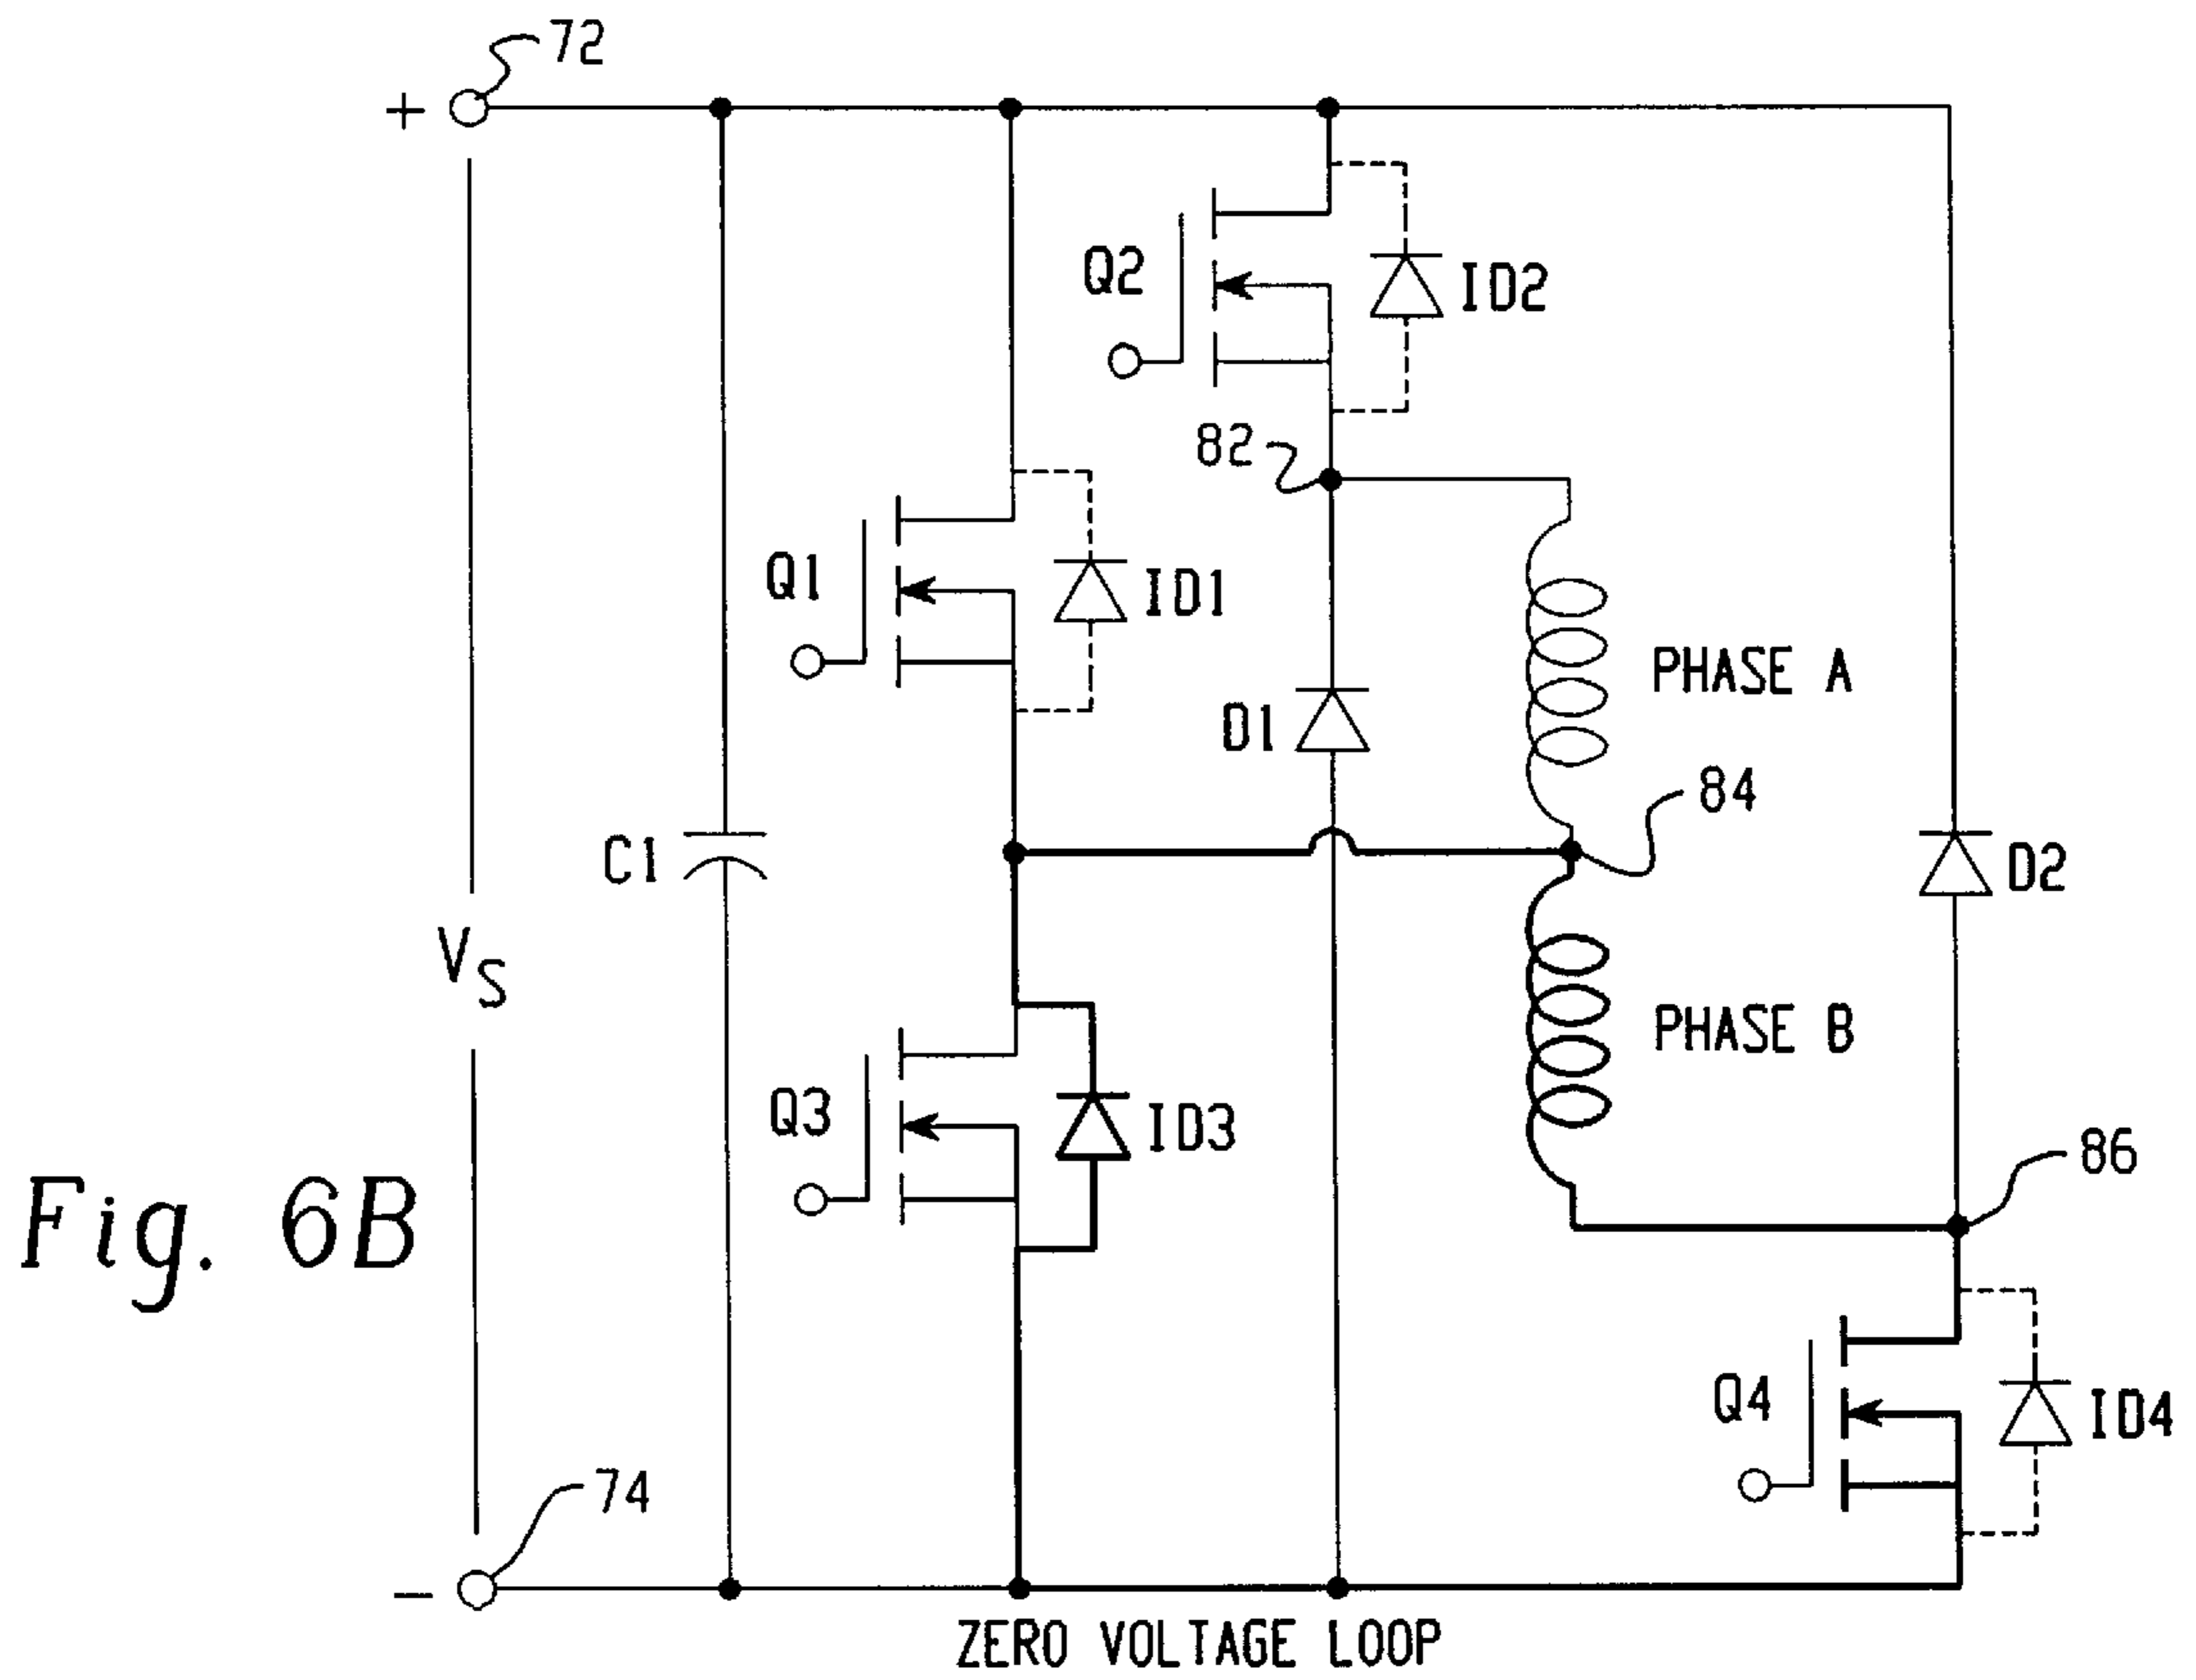 72
+
Q2
ID2
82
Q1
ID1
PHASE A
D1
84
C1
D2
VS
PHASE B
Q3
ID3
86
Fig. 6B
Q4
ID4
74
−
ZERO VOLTAGE LOOP